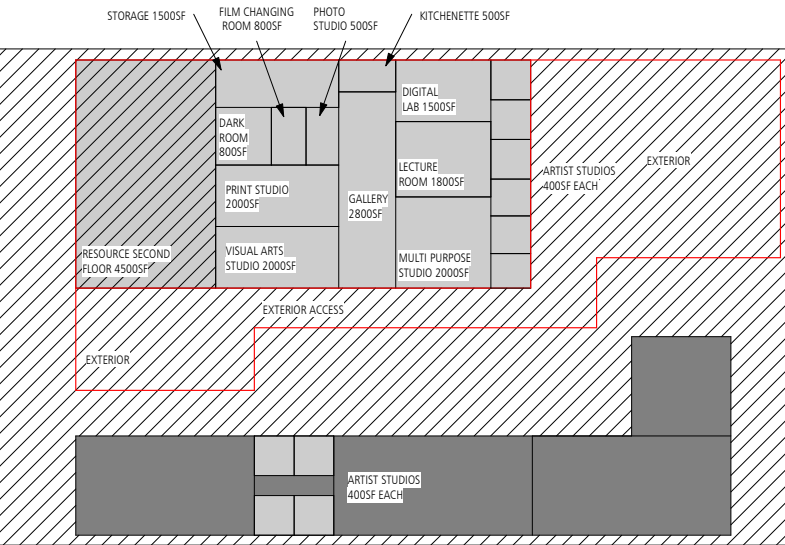 STORAGE 1500SF
FILM CHANGING
ROOM 800SF
PHOTO
STUDIO 500SF
KITCHENETTE 500SF
DIGITAL
LAB 1500SF
DARK
ROOM
800SF
LECTURE
ROOM 1800SF
ARTIST STUDIOS
400SF EACH
EXTERIOR
PRINT STUDIO
2000SF
GALLERY
2800SF
RESOURCE SECOND
FLOOR 4500SF
VISUAL ARTS
STUDIO 2000SF
MULTI PURPOSE
STUDIO 2000SF
EXTERIOR ACCESS
EXTERIOR
ARTIST STUDIOS
400SF EACH